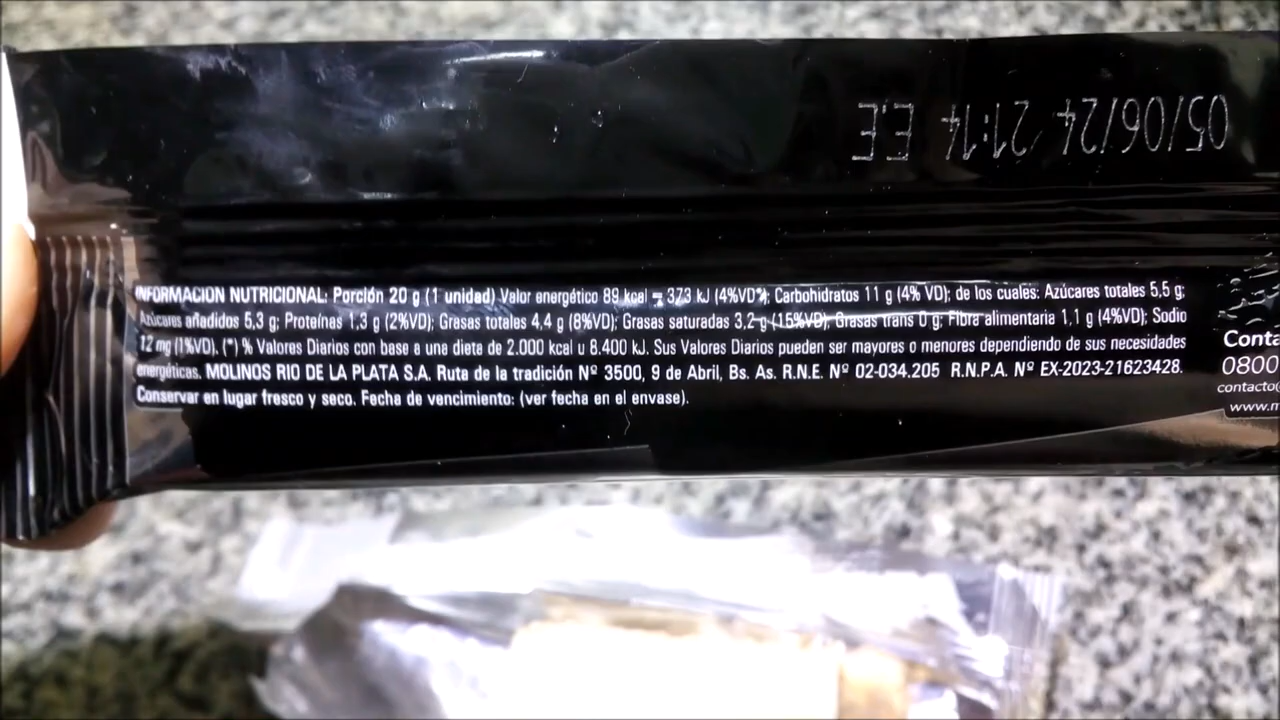 05/06/24 21:14 E.E
INFORMACION NUTRICIONAL: Porción 20 g (1 unidad) Valor energético 89 kcal = 373 kJ (4%VD*); Carbohidratos 11 g (4% VD); de los cuales: Azúcares totales 5,5 g;
Azúcares añadidos 5,3 g; Proteínas 1,3 g (2%VD); Grasas totales 4,4 g (8%VD); Grasas saturadas 3,2 g (15%VD); Grasas trans 0 g; Fibra alimentaria 1,1 g (4%VD); Sodio
12 mg (1%VD). (*) % Valores Diarios con base a una dieta de 2.000 kcal u 8.400 kJ. Sus Valores Diarios pueden ser mayores o menores dependiendo de sus necesidades
energéticas. MOLINOS RIO DE LA PLATA S.A. Ruta de la tradición Nº 3500, 9 de Abril, Bs. As. R.N.E. Nº 02-034.205 R.N.P.A. Nº EX-2023-21623428.
Conservar en lugar fresco y seco. Fecha de vencimiento: (ver fecha en el envase).
Conta
0800
contacto@
www.m